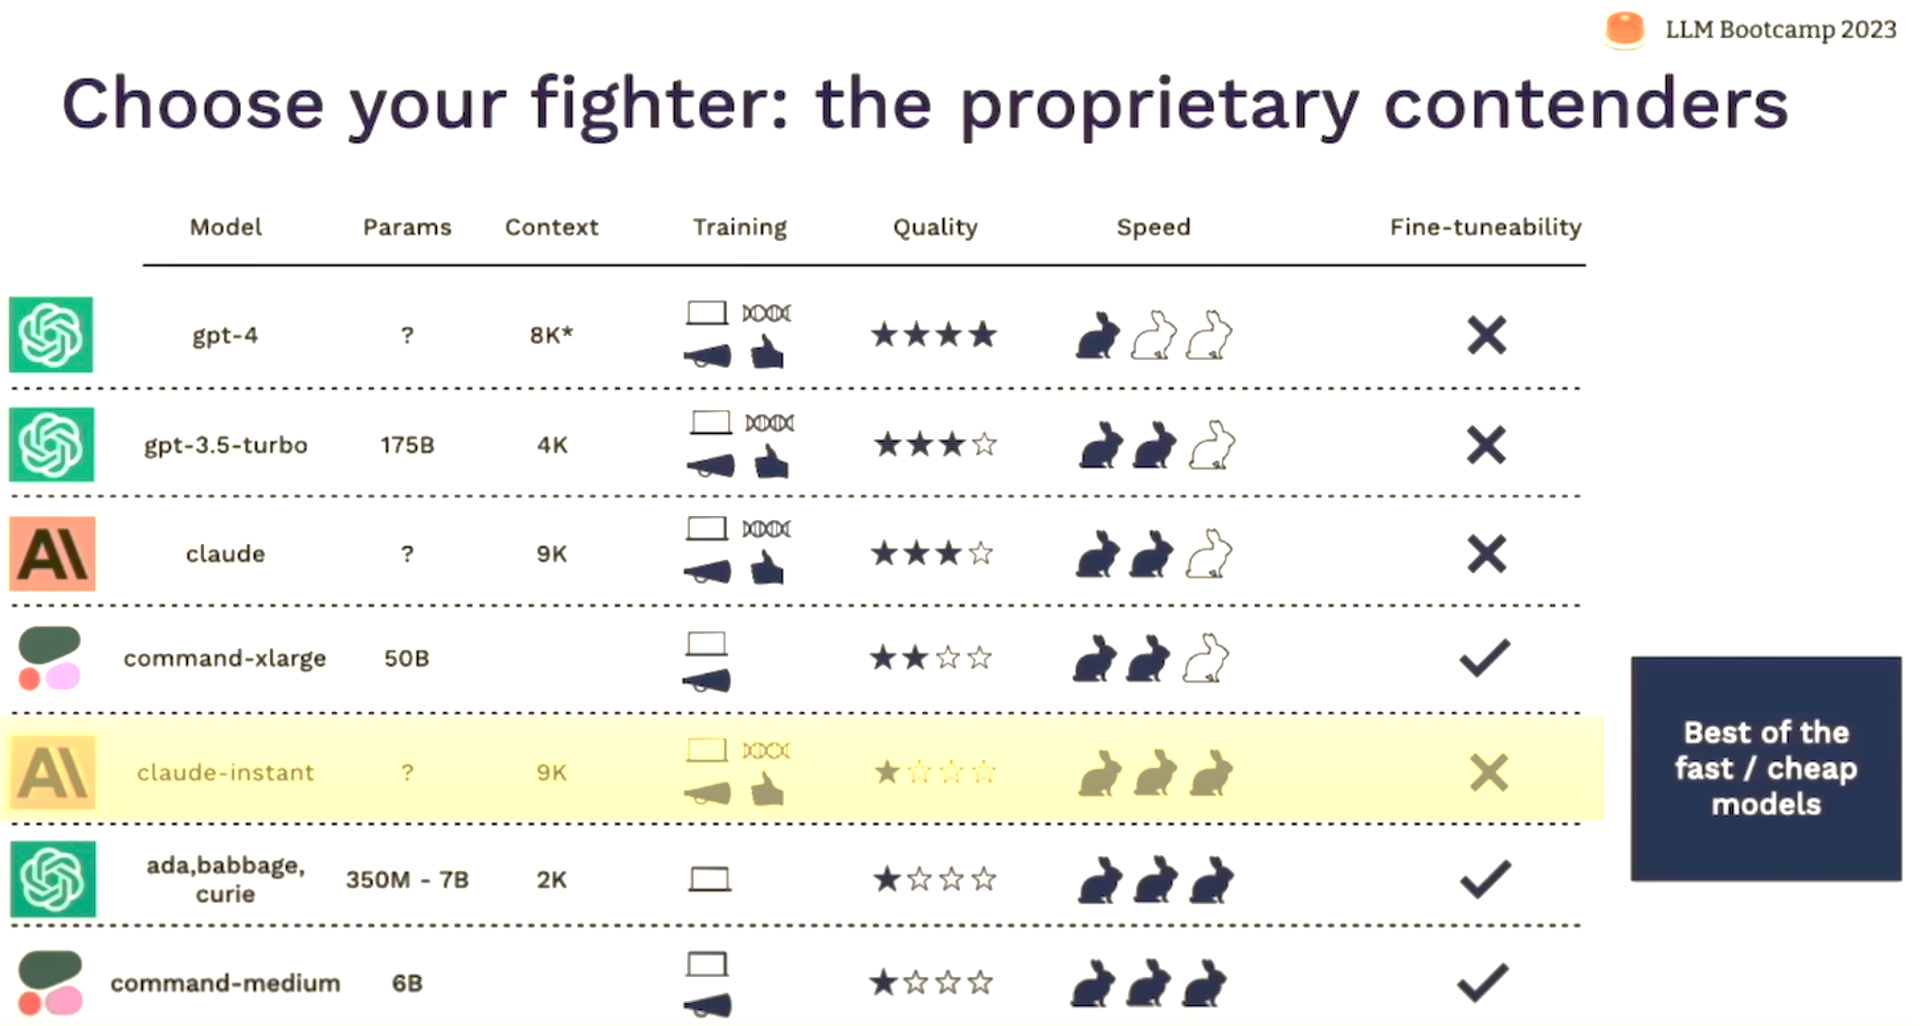 LLM Bootcamp 2023
Choose your fighter: the proprietary contenders
Model Params Context Training Quality Speed Fine-tuneability
gpt-4 ? 8K*
gpt-3.5-turbo 175B 4K
claude ? 9K
command-xlarge 50B
claude-instant ? 9K
Best of the
fast / cheap
models
ada,babbage,
curie 350M - 7B 2K
command-medium 6B